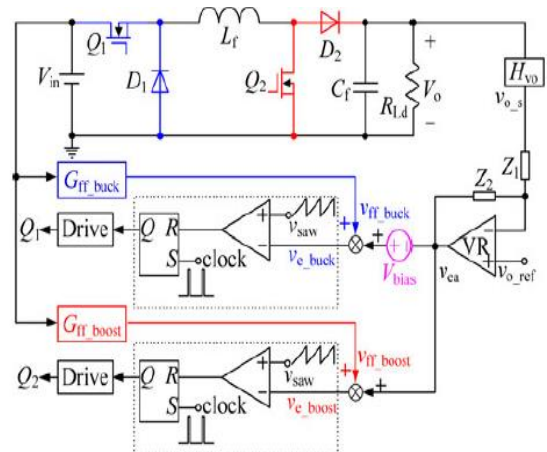 Q1 Lf D2 +
Vin D1 Q2 Cf RLd Vo Hvo
−
vo_s
Z1
Gff_buck Z2
vff_buck
Q1 Drive Q R + vsaw + + + VR −
S clock − ve_buck Vbias vea + vo_ref
Gff_boost
vff_boost
Q2 Drive Q R + vsaw + +
S clock − ve_boost